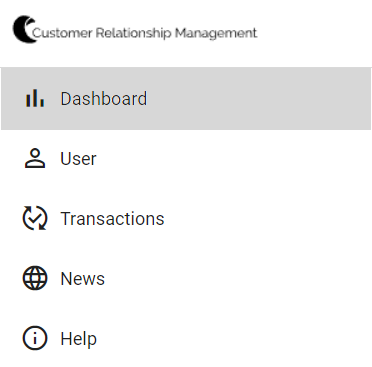 Customer Relationship Management
Dashboard
User
Transactions
News
Help